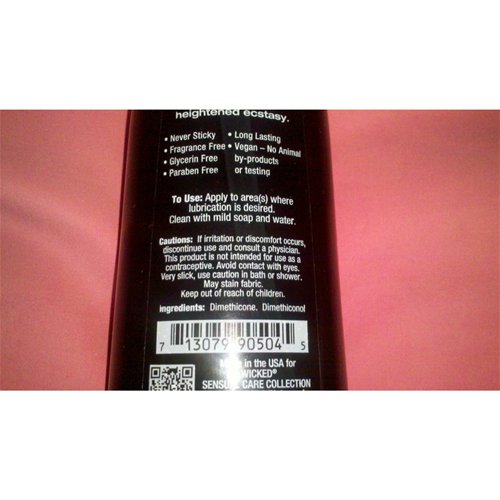 heightened ecstasy.
• Never Sticky • Long Lasting
• Fragrance Free • Vegan – No Animal
• Glycerin Free by-products
• Paraben Free or testing
To Use: Apply to area(s) where
lubrication is desired.
Clean with mild soap and water.
Cautions: If irritation or discomfort occurs,
discontinue use and consult a physician.
This product is not intended for use as a
contraceptive. Avoid contact with eyes.
Very slick, use caution in bath or shower.
May stain fabric.
Keep out of reach of children.
Ingredients: Dimethicone. Dimethiconol
7 13079 90504 5
in the USA for
WICKED®
CARE COLLECTION